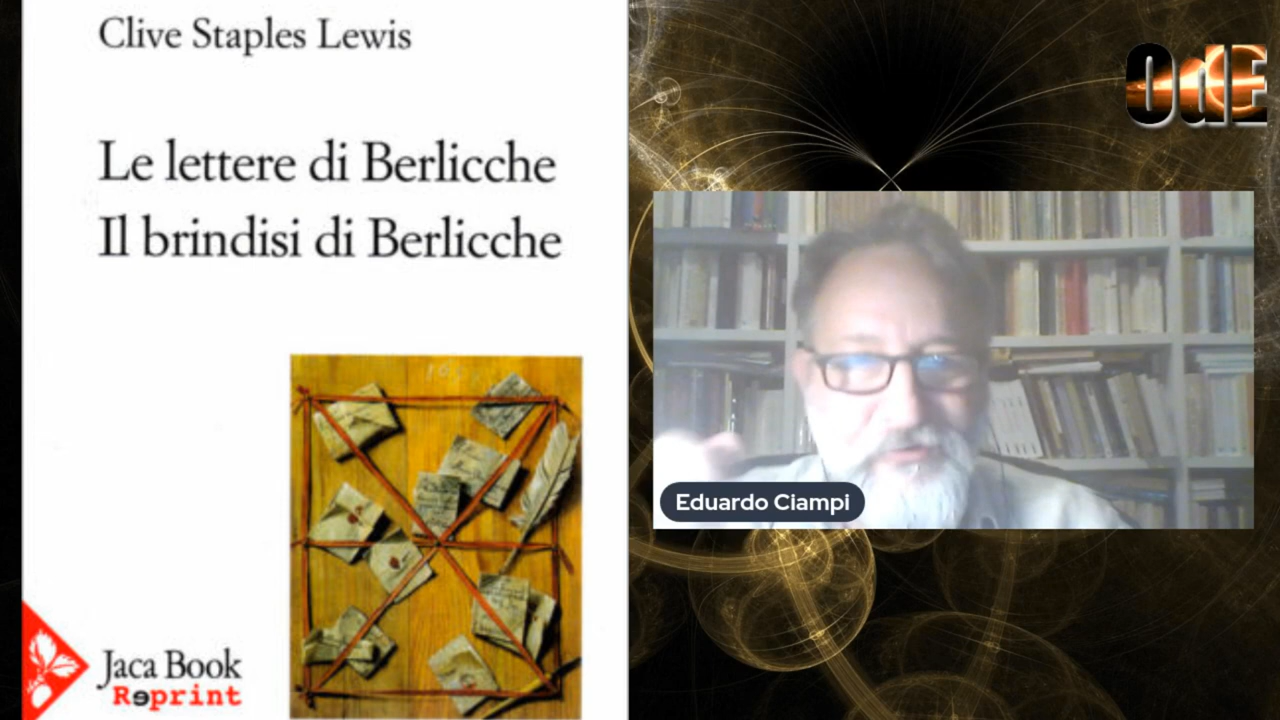 Clive Staples Lewis
Le lettere di Berlicche
Il brindisi di Berlicche
Jaca Book
Reprint
OdE
Eduardo Ciampi